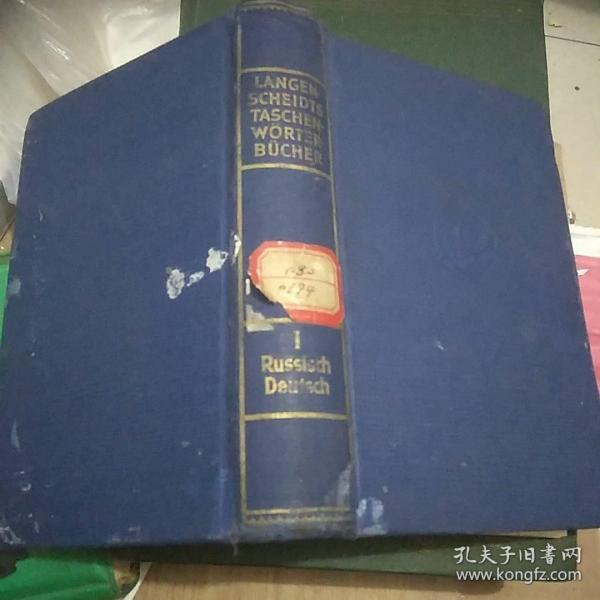 LANGEN
SCHEIDTS
TASCHEN-
WÖRTER-
BÜCHER
I
Russisch
Deutsch
孔夫子旧书网
www.kongfz.com